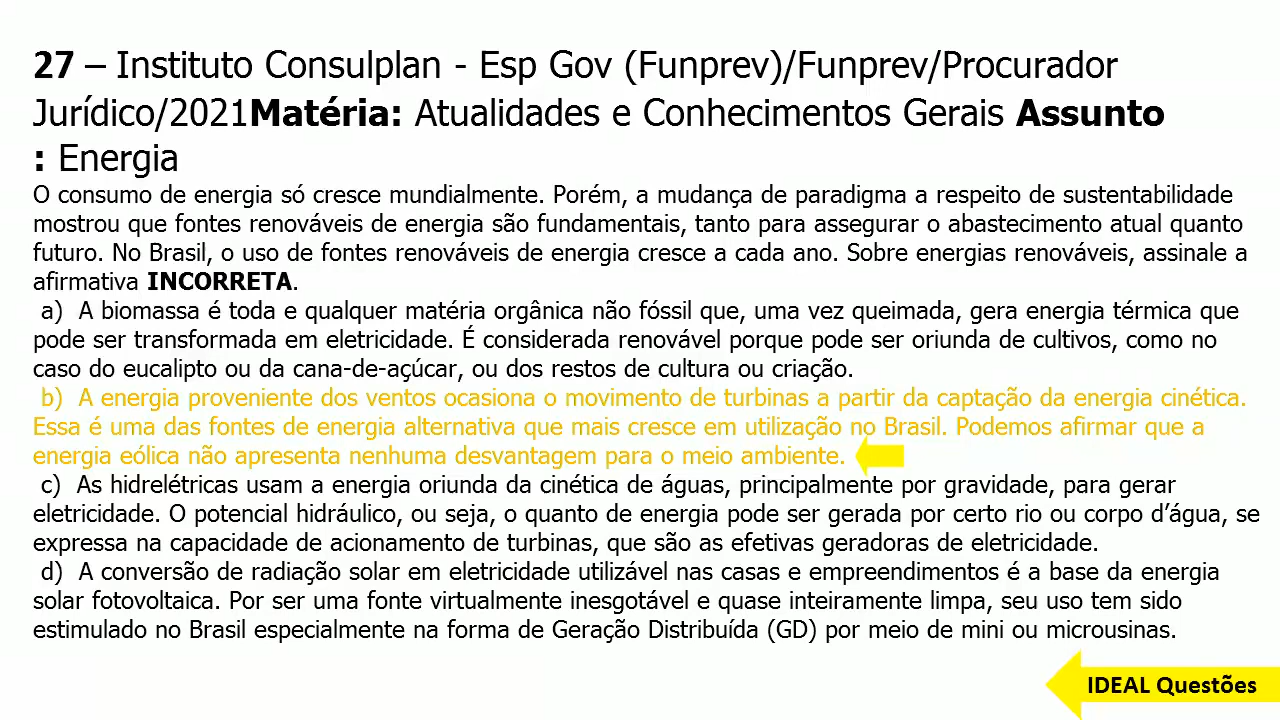 27 – Instituto Consulplan - Esp Gov (Funprev)/Funprev/Procurador
Jurídico/2021Matéria: Atualidades e Conhecimentos Gerais Assunto
: Energia
O consumo de energia só cresce mundialmente. Porém, a mudança de paradigma a respeito de sustentabilidade
mostrou que fontes renováveis de energia são fundamentais, tanto para assegurar o abastecimento atual quanto
futuro. No Brasil, o uso de fontes renováveis de energia cresce a cada ano. Sobre energias renováveis, assinale a
afirmativa INCORRETA.
a) A biomassa é toda e qualquer matéria orgânica não fóssil que, uma vez queimada, gera energia térmica que
pode ser transformada em eletricidade. É considerada renovável porque pode ser oriunda de cultivos, como no
caso do eucalipto ou da cana-de-açúcar, ou dos restos de cultura ou criação.
b) A energia proveniente dos ventos ocasiona o movimento de turbinas a partir da captação da energia cinética.
Essa é uma das fontes de energia alternativa que mais cresce em utilização no Brasil. Podemos afirmar que a
energia eólica não apresenta nenhuma desvantagem para o meio ambiente.
c) As hidrelétricas usam a energia oriunda da cinética de águas, principalmente por gravidade, para gerar
eletricidade. O potencial hidráulico, ou seja, o quanto de energia pode ser gerada por certo rio ou corpo d’água, se
expressa na capacidade de acionamento de turbinas, que são as efetivas geradoras de eletricidade.
d) A conversão de radiação solar em eletricidade utilizável nas casas e empreendimentos é a base da energia
solar fotovoltaica. Por ser uma fonte virtualmente inesgotável e quase inteiramente limpa, seu uso tem sido
estimulado no Brasil especialmente na forma de Geração Distribuída (GD) por meio de mini ou microusinas.
IDEAL Questões